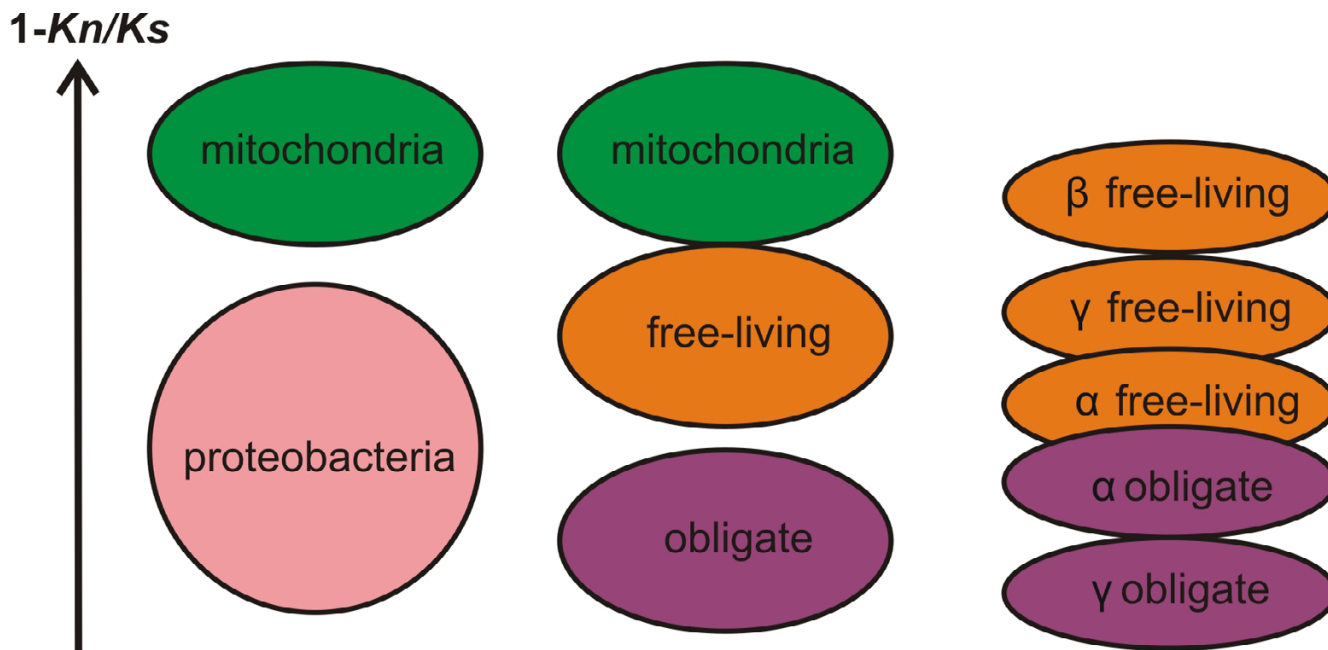 1-Kn/Ks
mitochondria
proteobacteria
mitochondria
free-living
obligate
β free-living
γ free-living
α free-living
α obligate
γ obligate